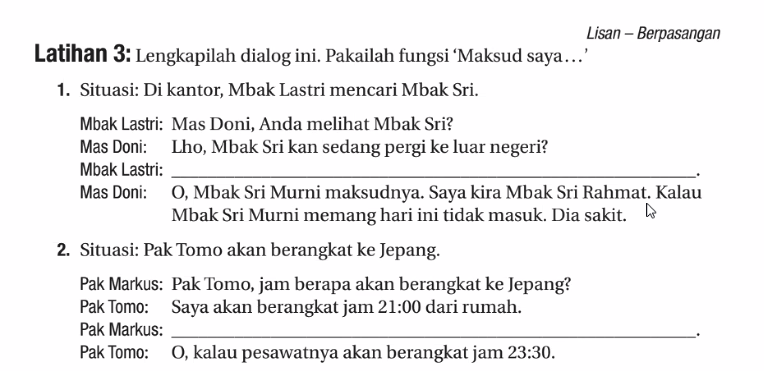 Lisan – Berpasangan
Latihan 3: Lengkapilah dialog ini. Pakailah fungsi ‘Maksud saya…’
1. Situasi: Di kantor, Mbak Lastri mencari Mbak Sri.
Mbak Lastri: Mas Doni, Anda melihat Mbak Sri?
Mas Doni: Lho, Mbak Sri kan sedang pergi ke luar negeri?
Mbak Lastri: ______________________________.
Mas Doni: O, Mbak Sri Murni maksudnya. Saya kira Mbak Sri Rahmat. Kalau
Mbak Sri Murni memang hari ini tidak masuk. Dia sakit.
2. Situasi: Pak Tomo akan berangkat ke Jepang.
Pak Markus: Pak Tomo, jam berapa akan berangkat ke Jepang?
Pak Tomo: Saya akan berangkat jam 21:00 dari rumah.
Pak Markus: ______________________________.
Pak Tomo: O, kalau pesawatnya akan berangkat jam 23:30.